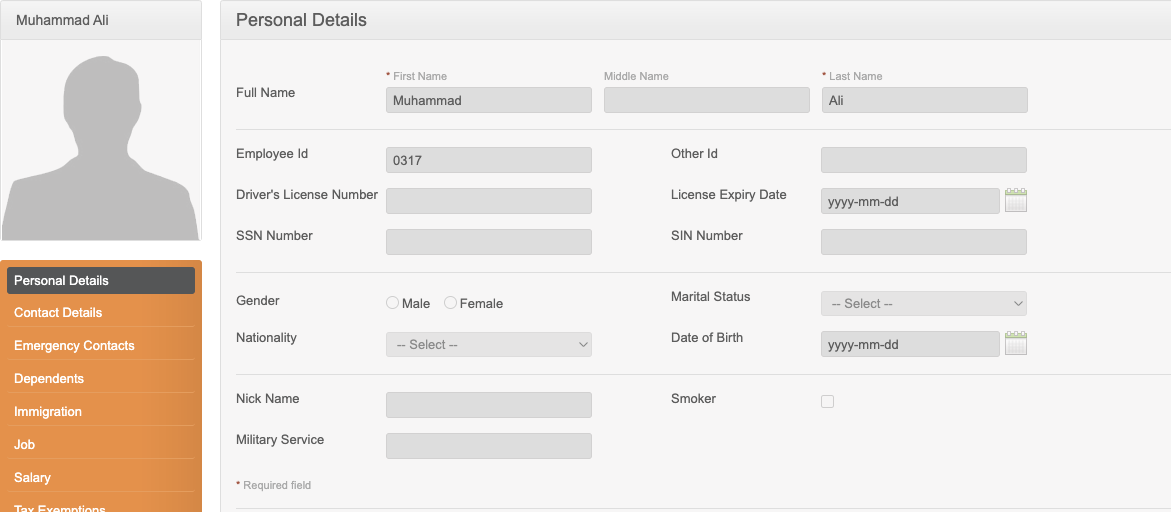 Muhammad Ali
Personal Details
Contact Details
Emergency Contacts
Dependents
Immigration
Job
Salary
Tax Exemptions
Personal Details
* First Name Middle Name * Last Name
Full Name Muhammad Ali
Employee Id 0317 Other Id
Driver's License Number License Expiry Date yyyy-mm-dd
SSN Number SIN Number
Gender Male Female Marital Status -- Select --
Nationality -- Select -- Date of Birth yyyy-mm-dd
Nick Name Smoker
Military Service
* Required field